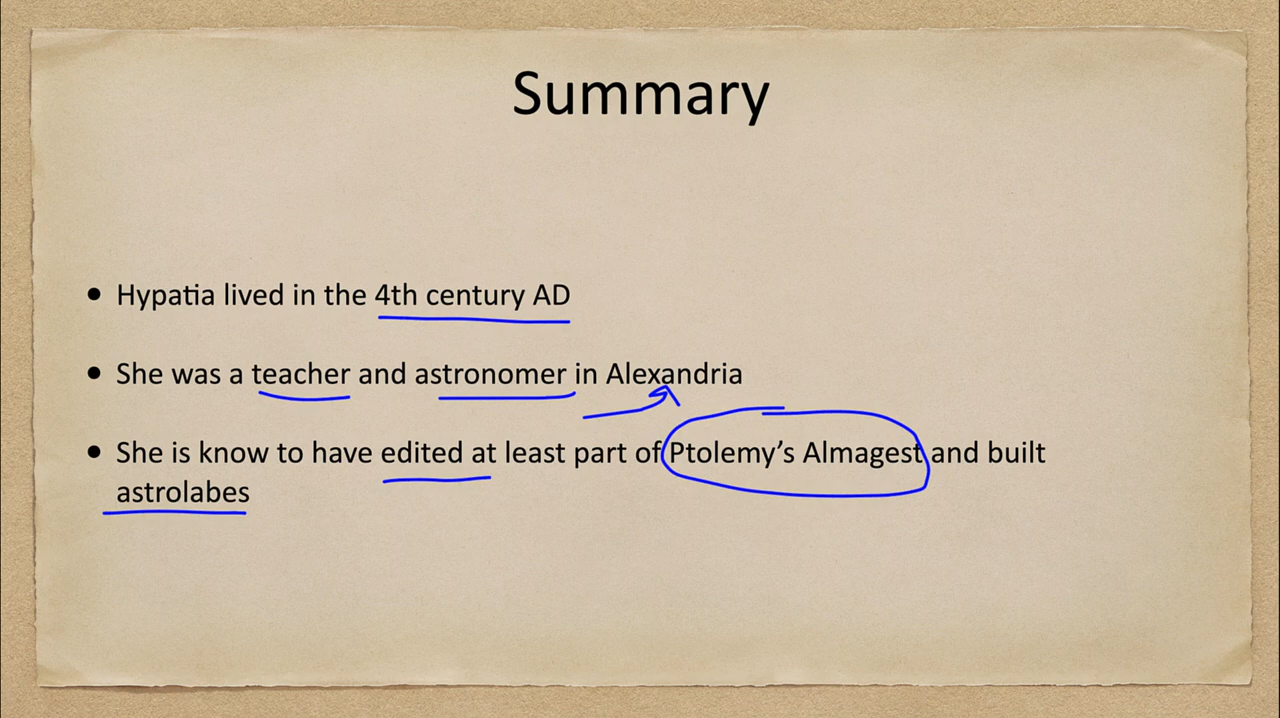 Summary
• Hypatia lived in the 4th century AD
• She was a teacher and astronomer in Alexandria
• She is know to have edited at least part of Ptolemy's Almagest and built
astrolabes